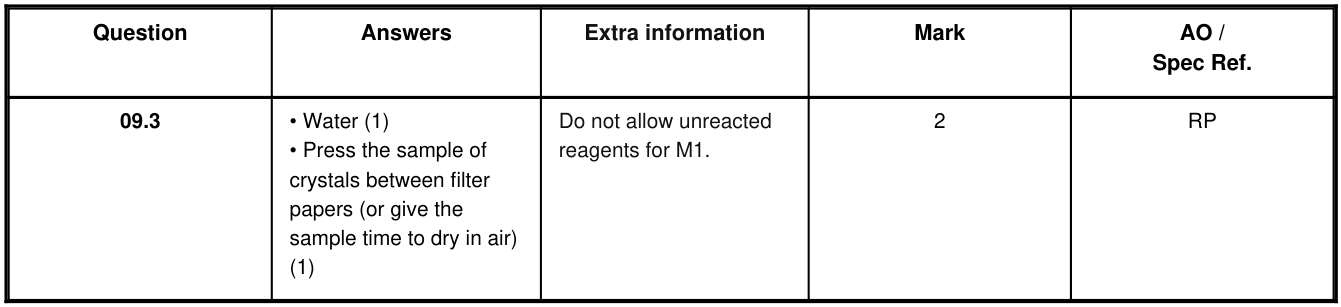 Question
Answers
Extra information
Mark
AO /
Spec Ref.
09.3
• Water (1)
• Press the sample of
crystals between filter
papers (or give the
sample time to dry in air)
(1)
Do not allow unreacted
reagents for M1.
2
RP